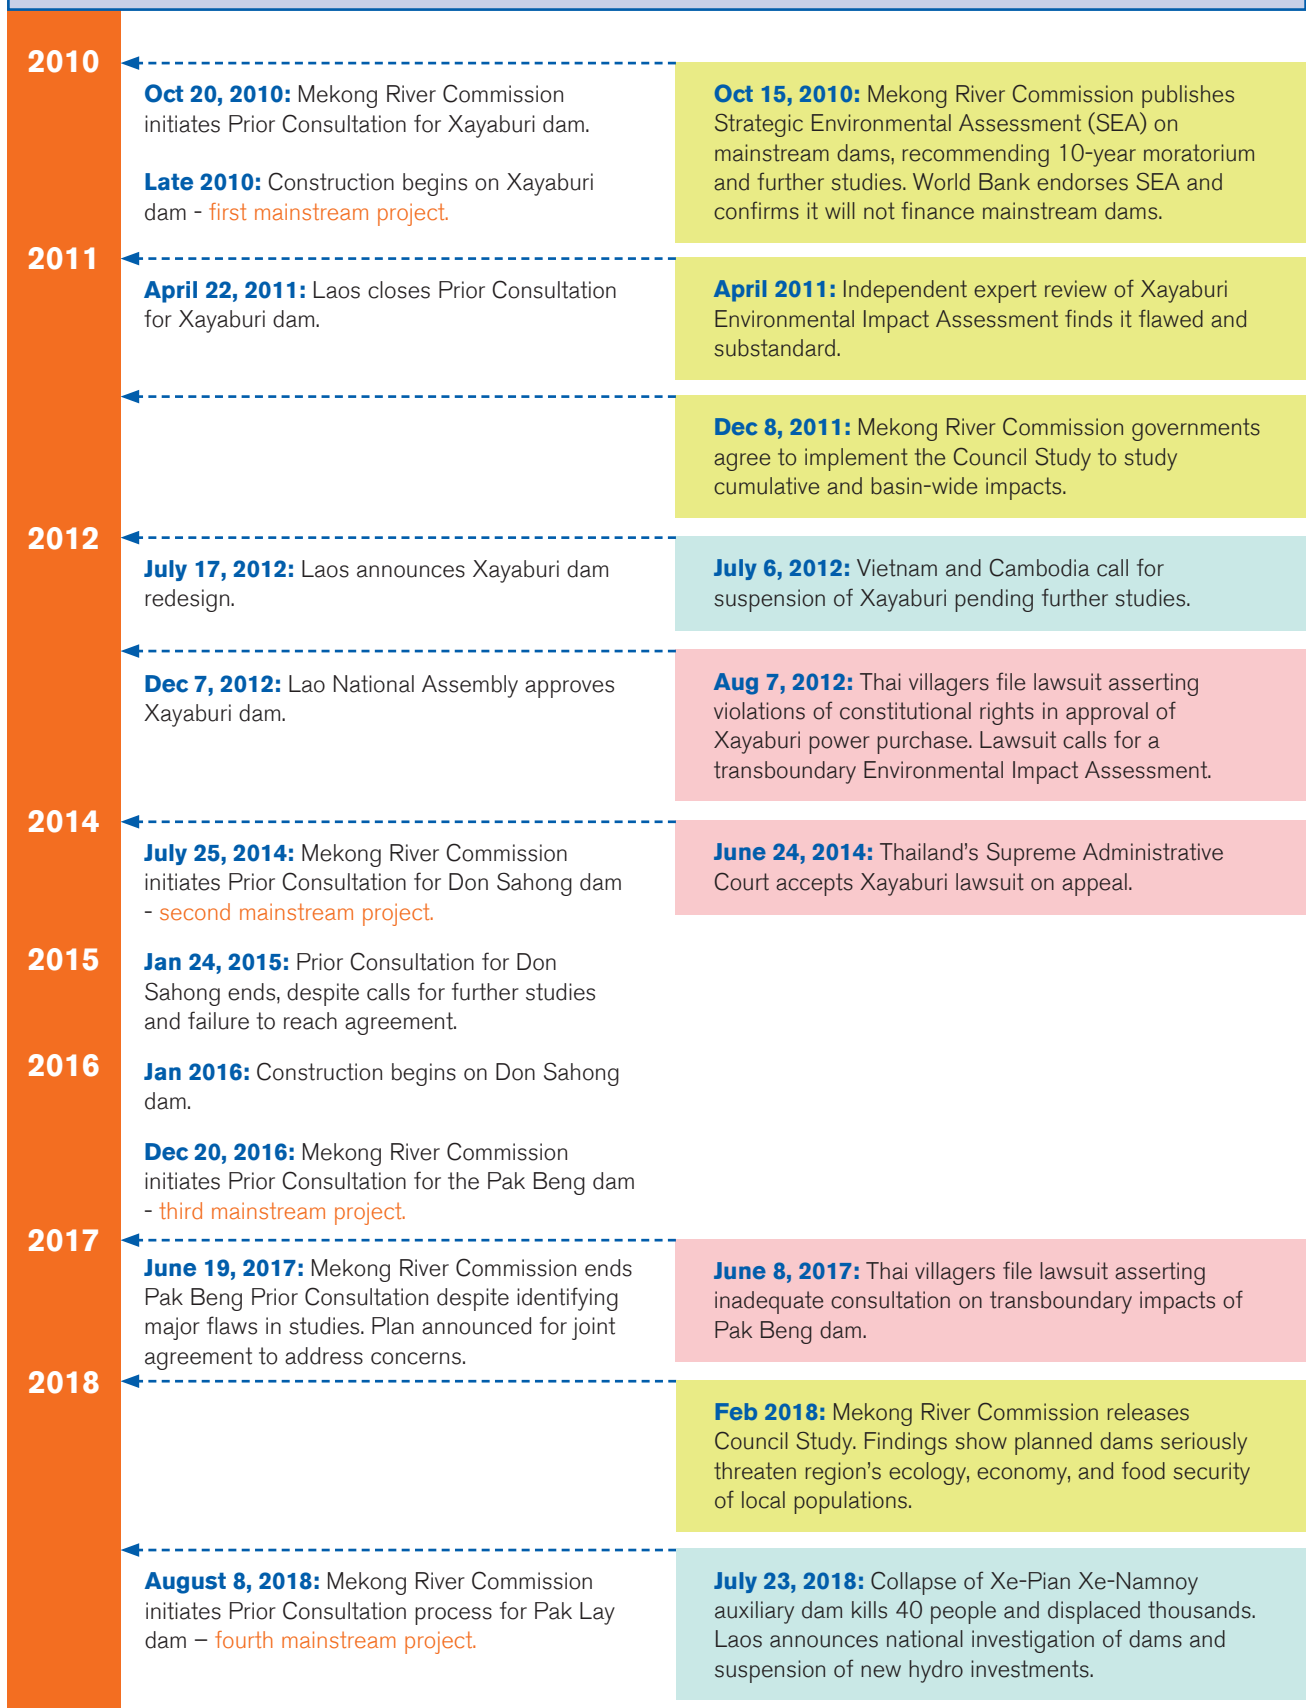 2010
Oct 20, 2010: Mekong River Commission
initiates Prior Consultation for Xayaburi dam.
Late 2010: Construction begins on Xayaburi
dam - first mainstream project.
Oct 15, 2010: Mekong River Commission publishes
Strategic Environmental Assessment (SEA) on
mainstream dams, recommending 10-year moratorium
and further studies. World Bank endorses SEA and
confirms it will not finance mainstream dams.
2011
April 22, 2011: Laos closes Prior Consultation
for Xayaburi dam.
April 2011: Independent expert review of Xayaburi
Environmental Impact Assessment finds it flawed and
substandard.
Dec 8, 2011: Mekong River Commission governments
agree to implement the Council Study to study
cumulative and basin-wide impacts.
2012
July 17, 2012: Laos announces Xayaburi dam
redesign.
July 6, 2012: Vietnam and Cambodia call for
suspension of Xayaburi pending further studies.
Dec 7, 2012: Lao National Assembly approves
Xayaburi dam.
Aug 7, 2012: Thai villagers file lawsuit asserting
violations of constitutional rights in approval of
Xayaburi power purchase. Lawsuit calls for a
transboundary Environmental Impact Assessment.
2014
July 25, 2014: Mekong River Commission
initiates Prior Consultation for Don Sahong dam
- second mainstream project.
June 24, 2014: Thailand's Supreme Administrative
Court accepts Xayaburi lawsuit on appeal.
2015
Jan 24, 2015: Prior Consultation for Don
Sahong ends, despite calls for further studies
and failure to reach agreement.
2016
Jan 2016: Construction begins on Don Sahong
dam.
Dec 20, 2016: Mekong River Commission
initiates Prior Consultation for the Pak Beng dam
- third mainstream project.
2017
June 19, 2017: Mekong River Commission ends
Pak Beng Prior Consultation despite identifying
major flaws in studies. Plan announced for joint
agreement to address concerns.
June 8, 2017: Thai villagers file lawsuit asserting
inadequate consultation on transboundary impacts of
Pak Beng dam.
2018
Feb 2018: Mekong River Commission releases
Council Study. Findings show planned dams seriously
threaten region's ecology, economy, and food security
of local populations.
August 8, 2018: Mekong River Commission
initiates Prior Consultation process for Pak Lay
dam – fourth mainstream project.
July 23, 2018: Collapse of Xe-Pian Xe-Namnoy
auxiliary dam kills 40 people and displaced thousands.
Laos announces national investigation of dams and
suspension of new hydro investments.